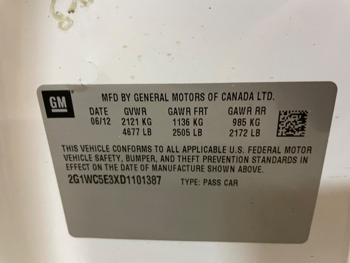 GM
MFD BY GENERAL MOTORS OF CANADA LTD.
DATE GVWR GAWR FRT GAWR RR
06/12 2121 KG 1136 KG 985 KG
4677 LB 2505 LB 2172 LB
THIS VEHICLE CONFORMS TO ALL APPLICABLE U.S. FEDERAL MOTOR
VEHICLE SAFETY, BUMPER, AND THEFT PREVENTION STANDARDS IN
EFFECT ON THE DATE OF MANUFACTURE SHOWN ABOVE.
2G1WC5E3XD1101387
TYPE: PASS CAR